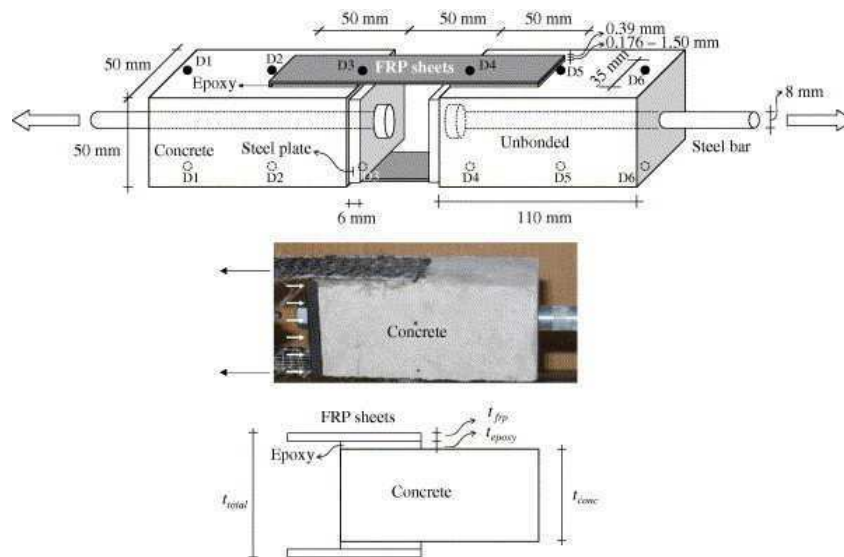 50 mm 50 mm 50 mm
0.39 mm
0.176 – 1.50 mm
50 mm
D1 D2 D3 FRP sheets D4 D5 D6
35 mm
Epoxy
8 mm
50 mm
Concrete
Steel plate
Unbonded
Steel bar
D1 D2 D3 D4 D5 D6
6 mm
110 mm
Concrete
FRP sheets
t_frp
t_epoxy
Epoxy
Concrete
t_total
t_conc